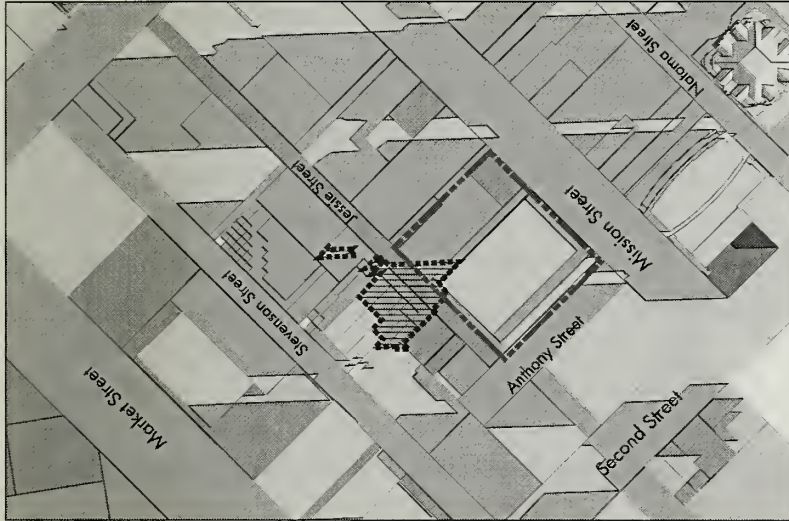 Natoma Street
Jessie Street
Mission Street
Stevenson Street
Market Street
Anthony Street
Second Street